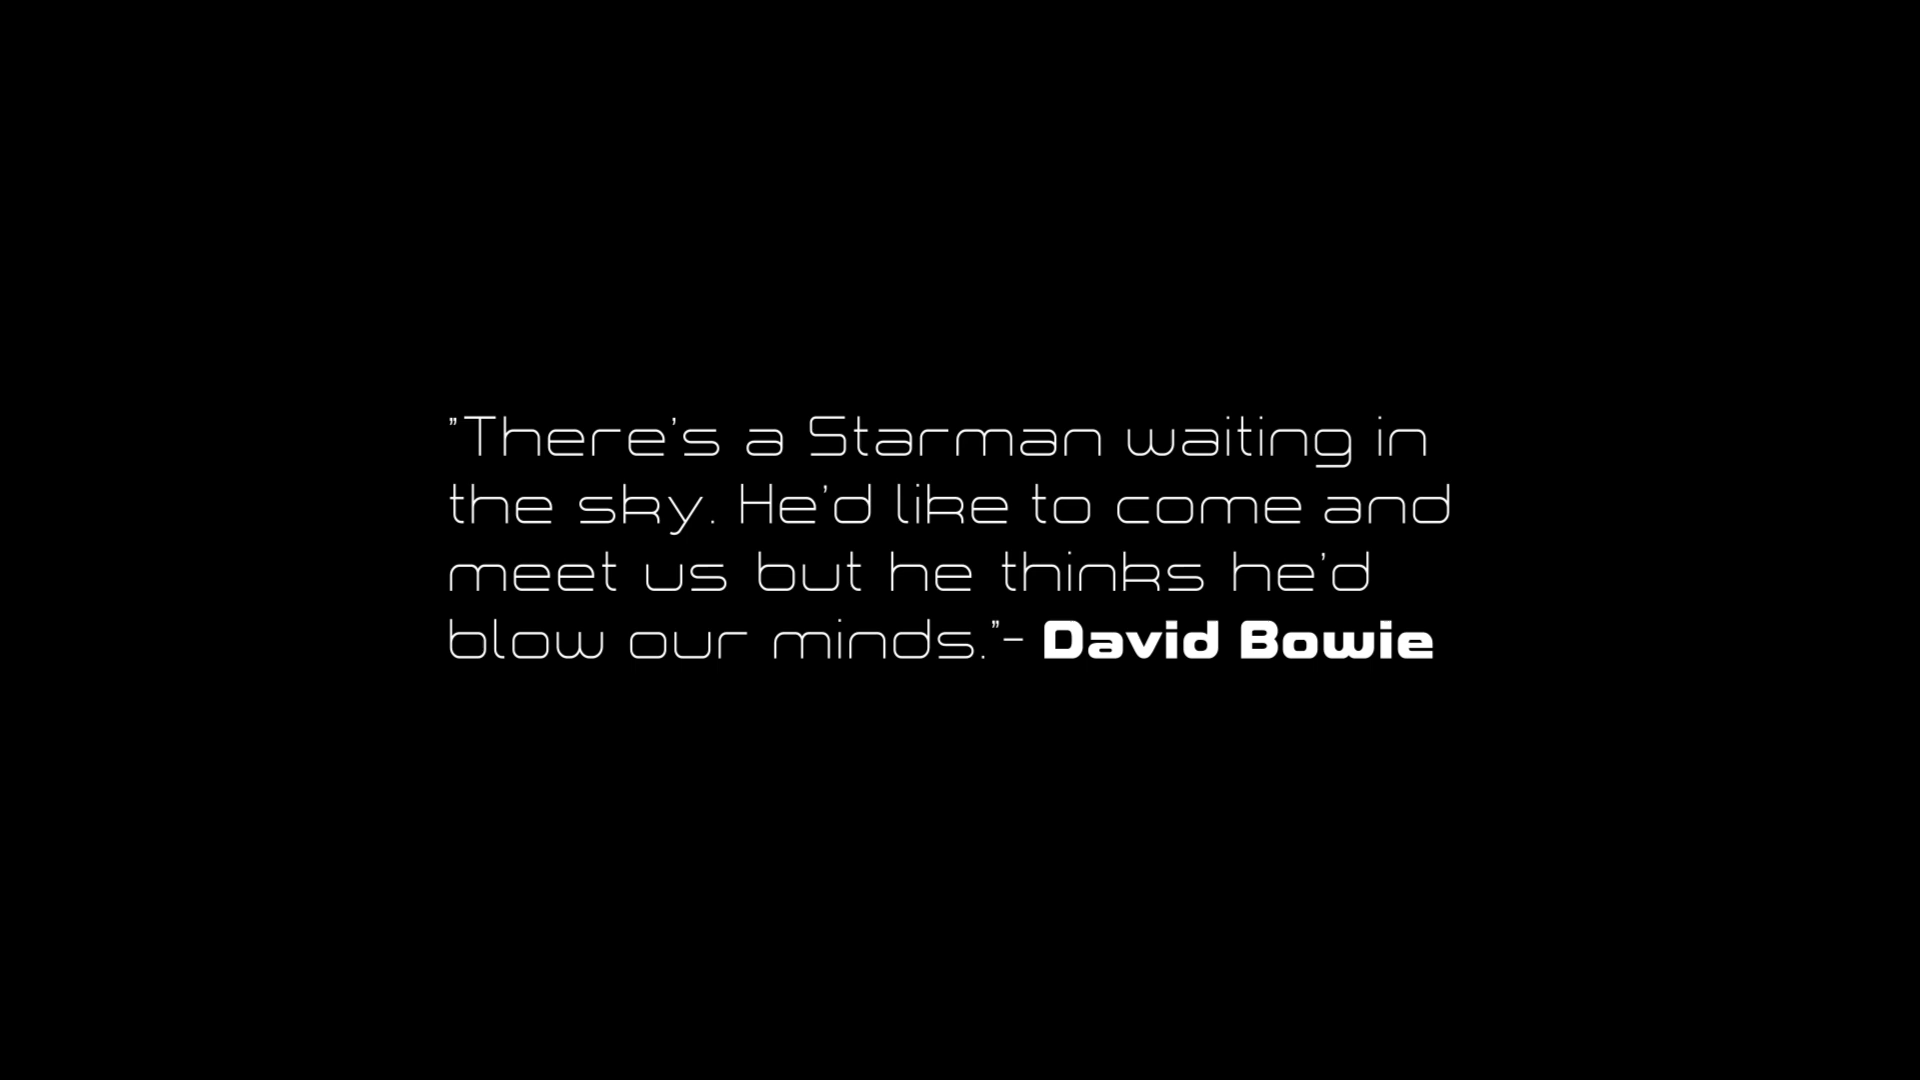 "There's a Starman waiting in
the sky. He'd like to come and
meet us but he thinks he'd
blow our minds."- David Bowie